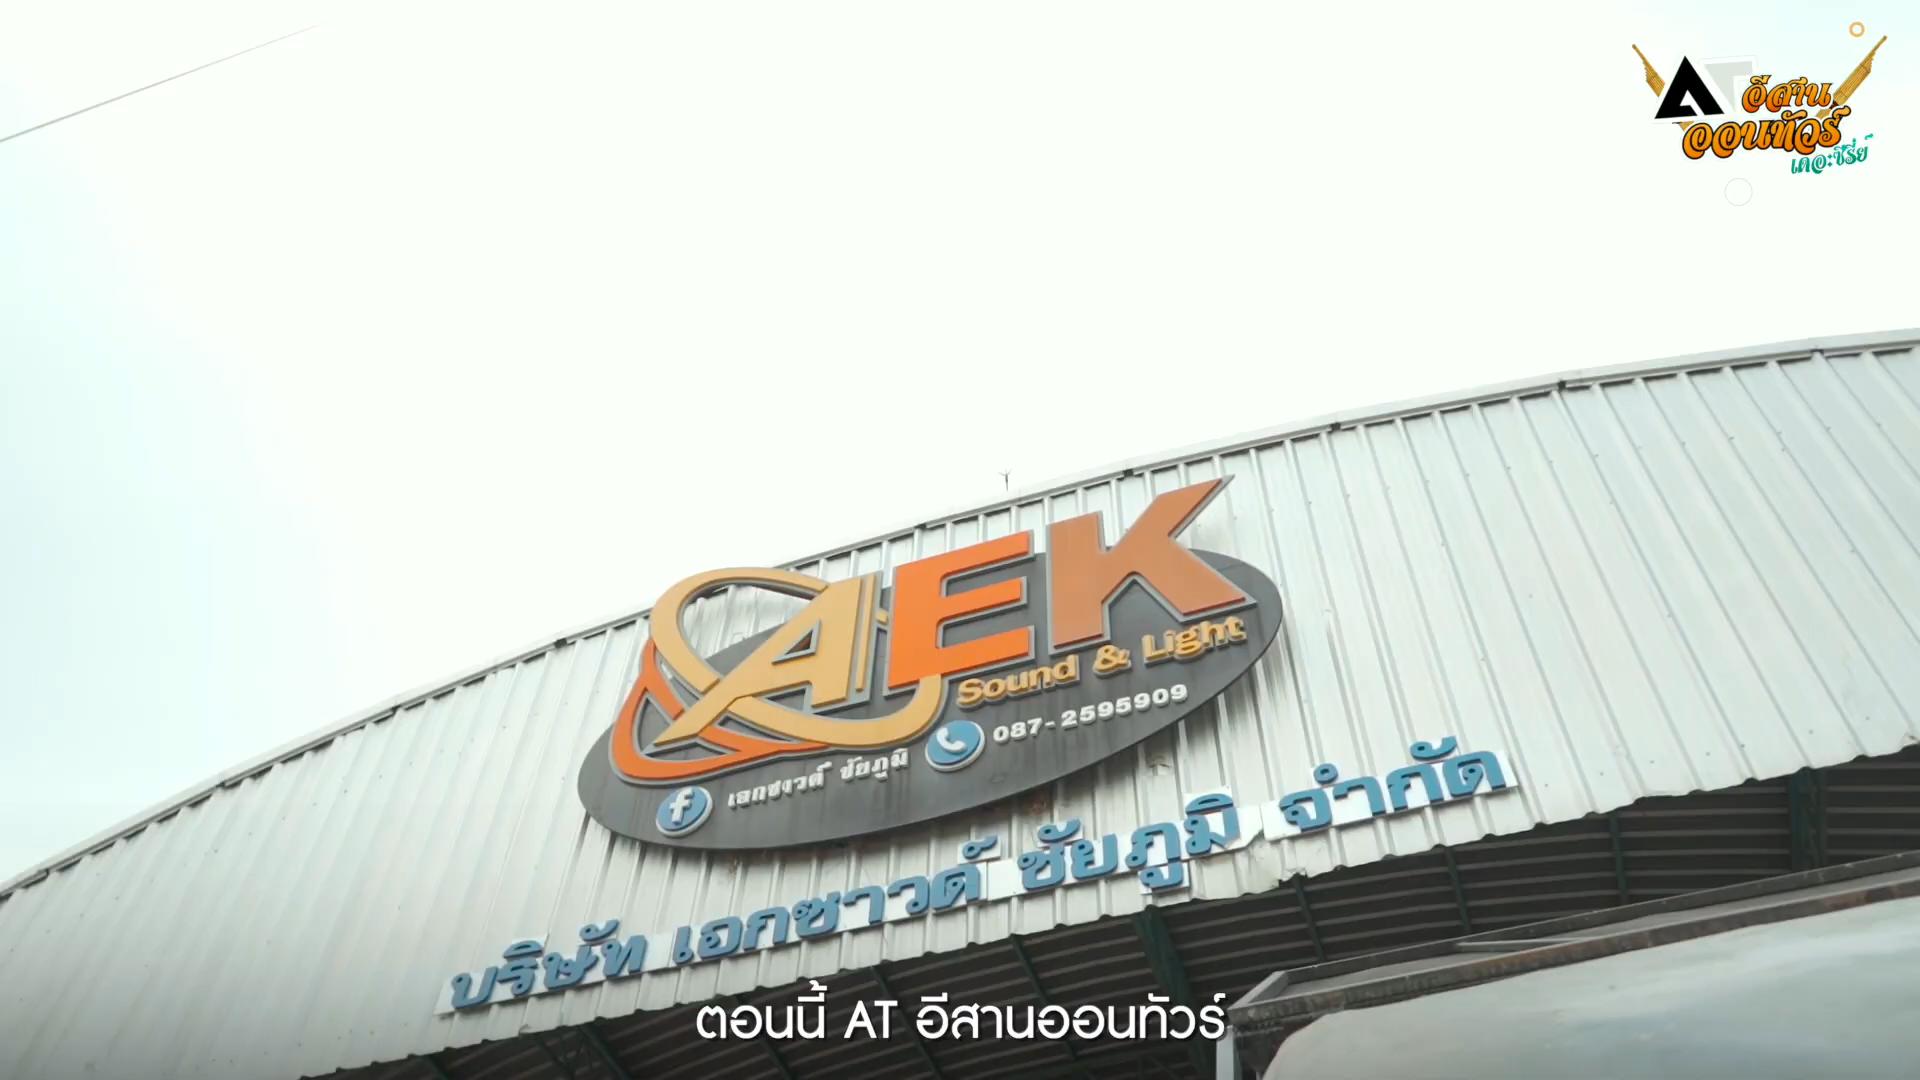 AT อีสาน
ออนทัวร์
เดอะซีรี่ย์
AEK
Sound & Light
087-2595909
เอกซาวด์ ชัยภูมิ
บริษัท เอกซาวด์ ชัยภูมิ จำกัด
ตอนนี้ AT อีสานออนทัวร์